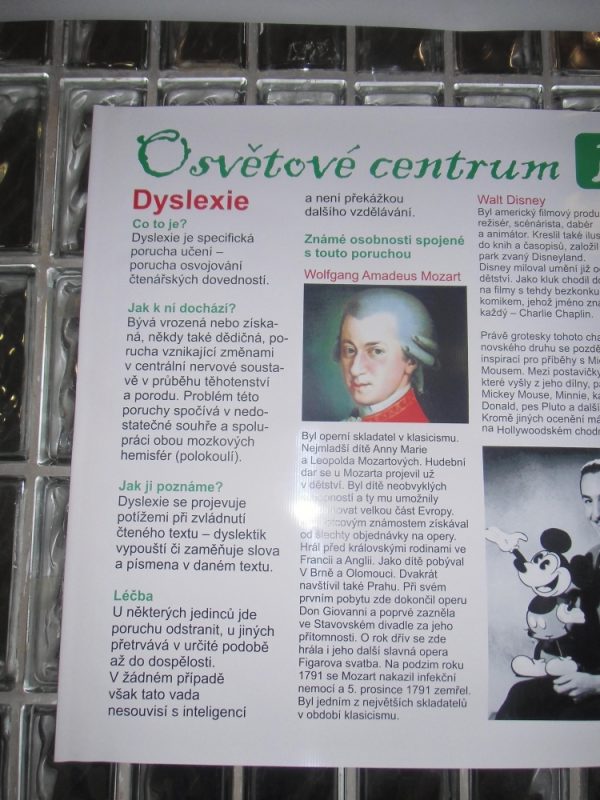 Osvětové centrum
Dyslexie
Co to je?
Dyslexie je specifická
porucha učení –
porucha osvojování
čtenářských dovedností.
Jak k ní dochází?
Bývá vrozená nebo získa-
ná, někdy také dědičná, po-
rucha vznikající změnami
v centrální nervové sousta-
vě v průběhu těhotenství
a porodu. Problém této
poruchy spočívá v nedo-
statečné souhře a spolu-
práci obou mozkových
hemisfér (polokoulí).
Jak ji poznáme?
Dyslexie se projevuje
potížemi při zvládnutí
čteného textu – dyslektik
vypouští či zaměňuje slova
a písmena v daném textu.
Léčba
U některých jedinců jde
poruchu odstranit, u jiných
přetrvává v určité podobě
až do dospělosti.
V žádném případě
však tato vada
nesouvisí s inteligencí
a není překážkou
dalšího vzdělávání.
Známé osobnosti spojené
s touto poruchou
Wolfgang Amadeus Mozart
Byl operní skladatel v klasicismu.
Nejmladší dítě Anny Marie
a Leopolda Mozartových. Hudební
dar se u Mozarta projevil už
v dětství. Byl dítě neobvyklých
a ty mu umožnily
velkou část Evropy.
známostem získával
od šlechty objednávky na opery.
Hrál před královskými rodinami ve
Francii a Anglii. Jako dítě pobýval
V Brně a Olomouci. Dvakrát
navštívil také Prahu. Při svém
prvním pobytu zde dokončil operu
Don Giovanni a poprvé zazněla
ve Stavovském divadle za jeho
přítomnosti. O rok dřív se zde
hrála i jeho další slavná opera
Figarova svatba. Na podzim roku
1791 se Mozart nakazil infekční
nemocí a 5. prosince 1791 zemřel.
Byl jedním z největších skladatelů
v období klasicismu.
Walt Disney
Byl americký filmový produ
režisér, scénárista, dabér
a animátor. Kreslil také ilus
do knih a časopisů, založil
park zvaný Disneyland.
Disney miloval umění již o
dětství. Jako kluk chodil do
na filmy s tehdy bezkonku
komikem, jehož jméno zná
každý – Charlie Chaplin.
Právě grotesky tohoto cha
novského druhu se pozdě
inspirací pro příběhy s Mic
Mousem. Mezi postavičky
které vyšly z jeho dílny, pa
Mickey Mouse, Minnie, ka
Donald, pes Pluto a další
Kromě jiných ocenění má
na Hollywoodském chodn